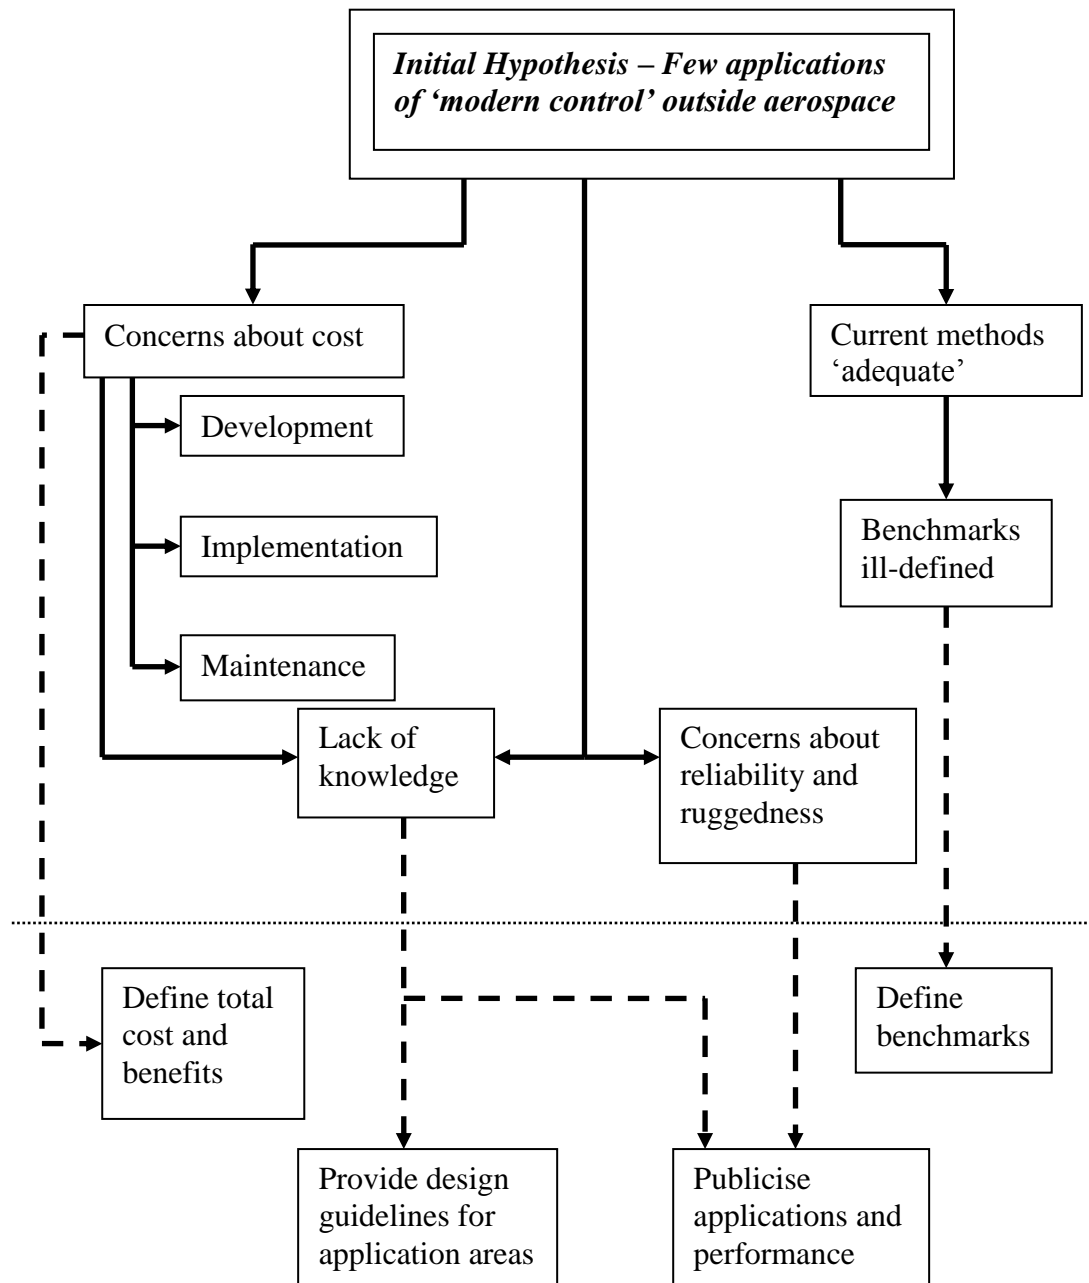 Initial Hypothesis – Few applications
of ‘modern control’ outside aerospace
Concerns about cost
Current methods
‘adequate’
Development
Benchmarks
ill-defined
Implementation
Maintenance
Lack of
knowledge
Concerns about
reliability and
ruggedness
Define total
cost and
benefits
Define
benchmarks
Provide design
guidelines for
application areas
Publicise
applications and
performance